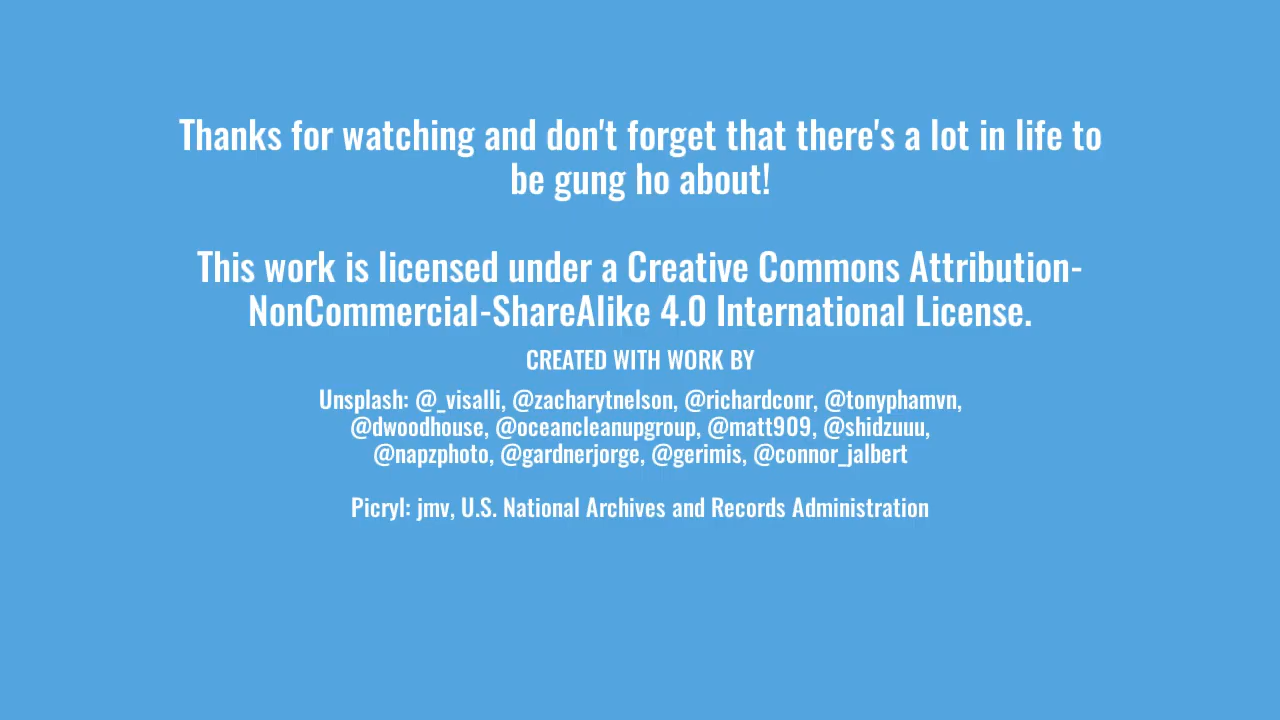 Thanks for watching and don't forget that there's a lot in life to
be gung ho about!
This work is licensed under a Creative Commons Attribution-
NonCommercial-ShareAlike 4.0 International License.
CREATED WITH WORK BY
Unsplash: @_visalli, @zacharytnelson, @richardconr, @tonyphamvn,
@dwoodhouse, @oceancleanupgroup, @matt909, @shidzuuu,
@napzphoto, @gardnerjorge, @gerimis, @connor_jalbert
Picryl: jmv, U.S. National Archives and Records Administration